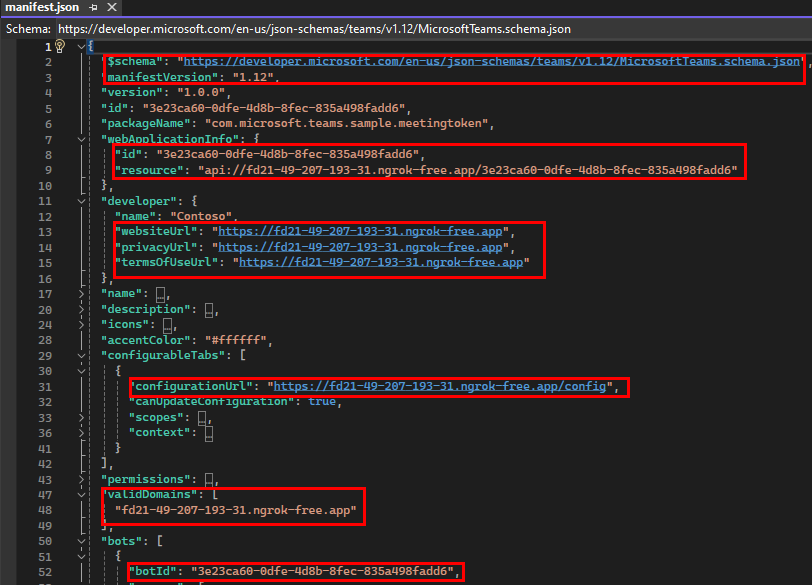 manifest.json
Schema: https://developer.microsoft.com/en-us/json-schemas/teams/v1.12/MicrosoftTeams.schema.json
1 {
2 "$schema": "https://developer.microsoft.com/en-us/json-schemas/teams/v1.12/MicrosoftTeams.schema.json",
3 "manifestVersion": "1.12",
4 "version": "1.0.0",
5 "id": "3e23ca60-0dfe-4d8b-8fec-835a498fadd6",
6 "packageName": "com.microsoft.teams.sample.meetingtoken",
7 "webApplicationInfo": {
8 "id": "3e23ca60-0dfe-4d8b-8fec-835a498fadd6",
9 "resource": "api://fd21-49-207-193-31.ngrok-free.app/3e23ca60-0dfe-4d8b-8fec-835a498fadd6"
10 },
11 "developer": {
12 "name": "Contoso",
13 "websiteUrl": "https://fd21-49-207-193-31.ngrok-free.app",
14 "privacyUrl": "https://fd21-49-207-193-31.ngrok-free.app",
15 "termsOfUseUrl": "https://fd21-49-207-193-31.ngrok-free.app"
16 },
17 "name": {...},
20 "description": {...},
24 "icons": {...},
28 "accentColor": "#ffffff",
29 "configurableTabs": [
30 {
31 "configurationUrl": "https://fd21-49-207-193-31.ngrok-free.app/config",
32 "canUpdateConfiguration": true,
33 "scopes": [...],
36 "context": [...]
41 }
42 ],
43 "permissions": [...],
47 "validDomains": [
48 "fd21-49-207-193-31.ngrok-free.app"
49 ],
50 "bots": [
51 {
52 "botId": "3e23ca60-0dfe-4d8b-8fec-835a498fadd6",